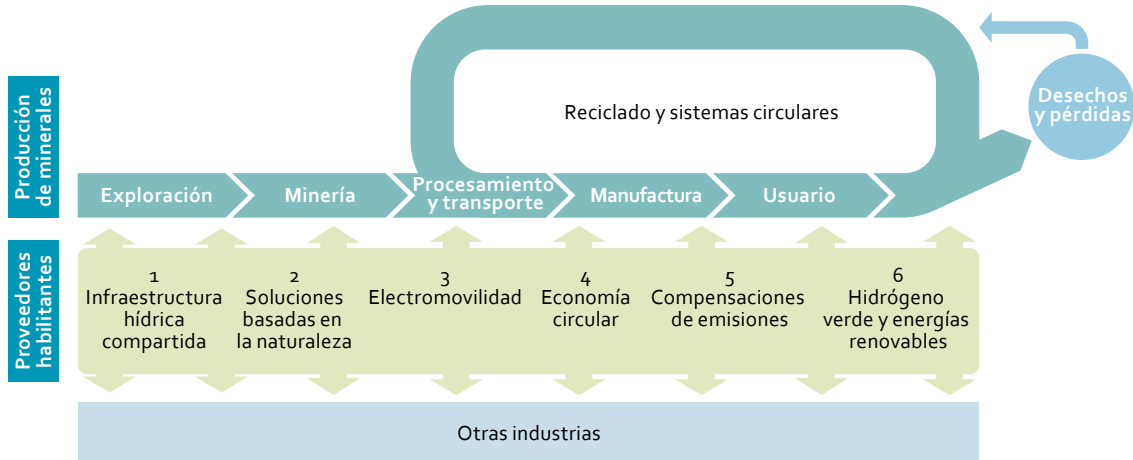 Producción
de minerales
Reciclado y sistemas circulares
Desechos
y pérdidas
Exploración
Minería
Procesamiento
y transporte
Manufactura
Usuario
Proveedores
habilitantes
1
Infraestructura
hídrica
compartida
2
Soluciones
basadas en
la naturaleza
3
Electromovilidad
4
Economía
circular
5
Compensaciones
de emisiones
6
Hidrógeno
verde y energías
renovables
Otras industrias